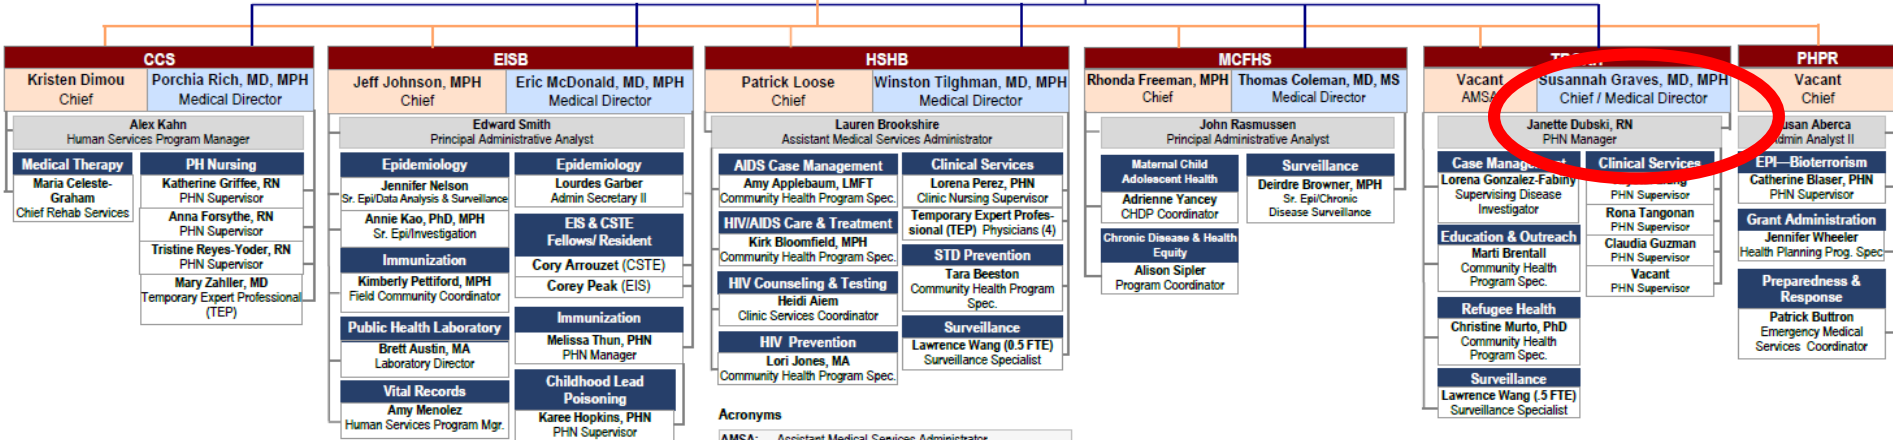 CCS
Kristen Dimou
Chief
Porchia Rich, MD, MPH
Medical Director
Alex Kahn
Human Services Program Manager
Medical Therapy
Maria Celeste-
Graham
Chief Rehab Services
PH Nursing
Katherine Griffee, RN
PHN Supervisor
Anna Forsythe, RN
PHN Supervisor
Tristine Reyes-Yoder, RN
PHN Supervisor
Mary Zahller, MD
Temporary Expert Professional
(TEP)
EISB
Jeff Johnson, MPH
Chief
Eric McDonald, MD, MPH
Medical Director
Edward Smith
Principal Administrative Analyst
Epidemiology
Jennifer Nelson
Sr. Epi/Data Analysis & Surveillance
Annie Kao, PhD, MPH
Sr. Epi/Investigation
Immunization
Kimberly Pettiford, MPH
Field Community Coordinator
Public Health Laboratory
Brett Austin, MA
Laboratory Director
Vital Records
Amy Menolez
Human Services Program Mgr.
Epidemiology
Lourdes Garber
Admin Secretary II
EIS & CSTE
Fellows/ Resident
Cory Arrouzet (CSTE)
Corey Peak (EIS)
Immunization
Melissa Thun, PHN
PHN Manager
Childhood Lead
Poisoning
Karee Hopkins, PHN
PHN Supervisor
HSHB
Patrick Loose
Chief
Winston Tilghman, MD, MPH
Medical Director
Lauren Brookshire
Assistant Medical Services Administrator
AIDS Case Management
Amy Applebaum, LMFT
Community Health Program Spec.
HIV/AIDS Care & Treatment
Kirk Bloomfield, MPH
Community Health Program Spec.
HIV Counseling & Testing
Heidi Aiem
Clinic Services Coordinator
HIV Prevention
Lori Jones, MA
Community Health Program Spec.
Clinical Services
Lorena Perez, PHN
Clinic Nursing Supervisor
Temporary Expert Profes-
sional (TEP) Physicians (4)
STD Prevention
Tara Beeston
Community Health Program
Spec.
Surveillance
Lawrence Wang (0.5 FTE)
Surveillance Specialist
Acronyms
AMSA: Assistant Medical Services Administrator
MCFHS
Rhonda Freeman, MPH
Chief
Thomas Coleman, MD, MS
Medical Director
John Rasmussen
Principal Administrative Analyst
Maternal Child
Adolescent Health
Adrienne Yancey
CHDP Coordinator
Chronic Disease & Health
Equity
Alison Sipler
Program Coordinator
Surveillance
Deirdre Browner, MPH
Sr. Epi/Chronic
Disease Surveillance
Vacant
AMSA
Susannah Graves, MD, MPH
Chief / Medical Director
Janette Dubski, RN
PHN Manager
Case Management
Lorena Gonzalez-Fabiny
Supervising Disease
Investigator
Education & Outreach
Marti Brentall
Community Health
Program Spec.
Refugee Health
Christine Murto, PhD
Community Health
Program Spec.
Surveillance
Lawrence Wang (.5 FTE)
Surveillance Specialist
Clinical Services
PHN Supervisor
Rona Tangonan
PHN Supervisor
Claudia Guzman
PHN Supervisor
Vacant
PHN Supervisor
PHPR
Vacant
Chief
Aberca
Admin Analyst II
EPI—Bioterrorism
Catherine Blaser, PHN
PHN Supervisor
Grant Administration
Jennifer Wheeler
Health Planning Prog. Spec
Preparedness &
Response
Patrick Buttron
Emergency Medical
Services Coordinator